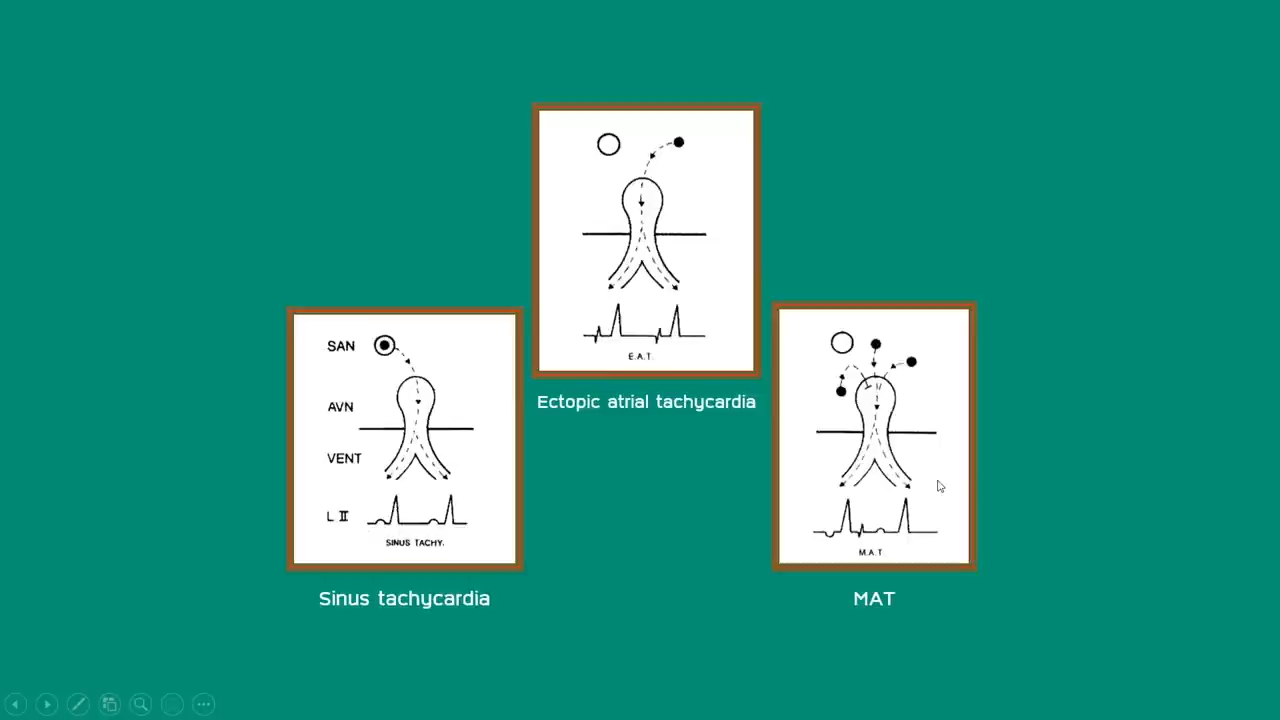 E.A.T.
Ectopic atrial tachycardia
SAN
AVN
VENT
L II
SINUS TACHY.
Sinus tachycardia
M.A.T.
MAT